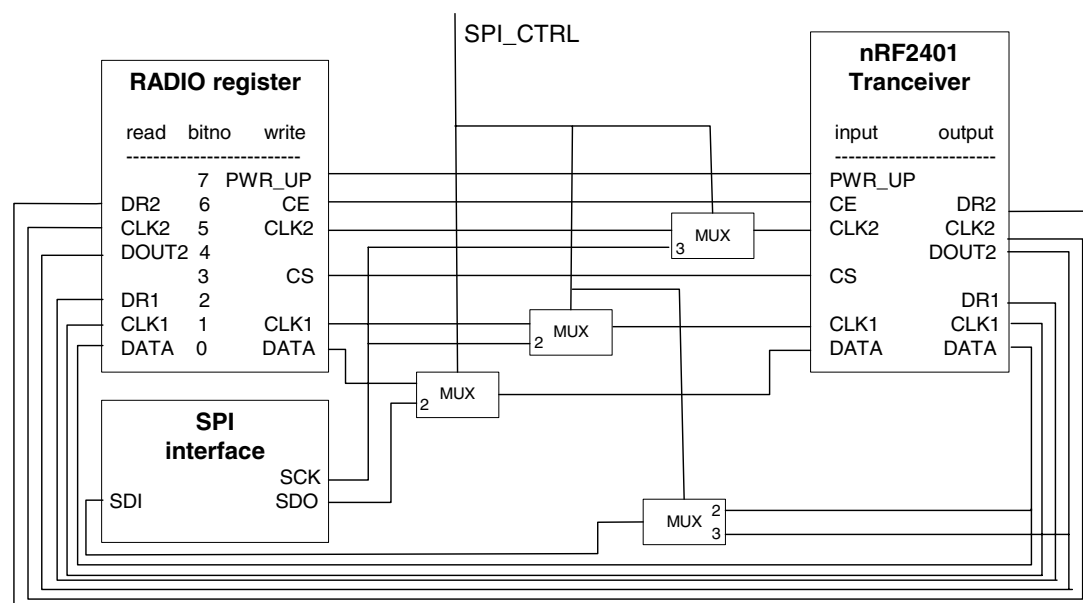 SPI_CTRL
RADIO register
read bitno write
---------------------------
7 PWR_UP
DR2 6 CE
CLK2 5 CLK2
DOUT2 4
3 CS
DR1 2
CLK1 1 CLK1
DATA 0 DATA
nRF2401
Tranceiver
input output
-------------------------
PWR_UP
CE DR2
CLK2 CLK2
DOUT2
CS
DR1
CLK1 CLK1
DATA DATA
MUX
3
MUX
2
MUX
2
SPI
interface
SCK
SDI SDO
MUX 2
3